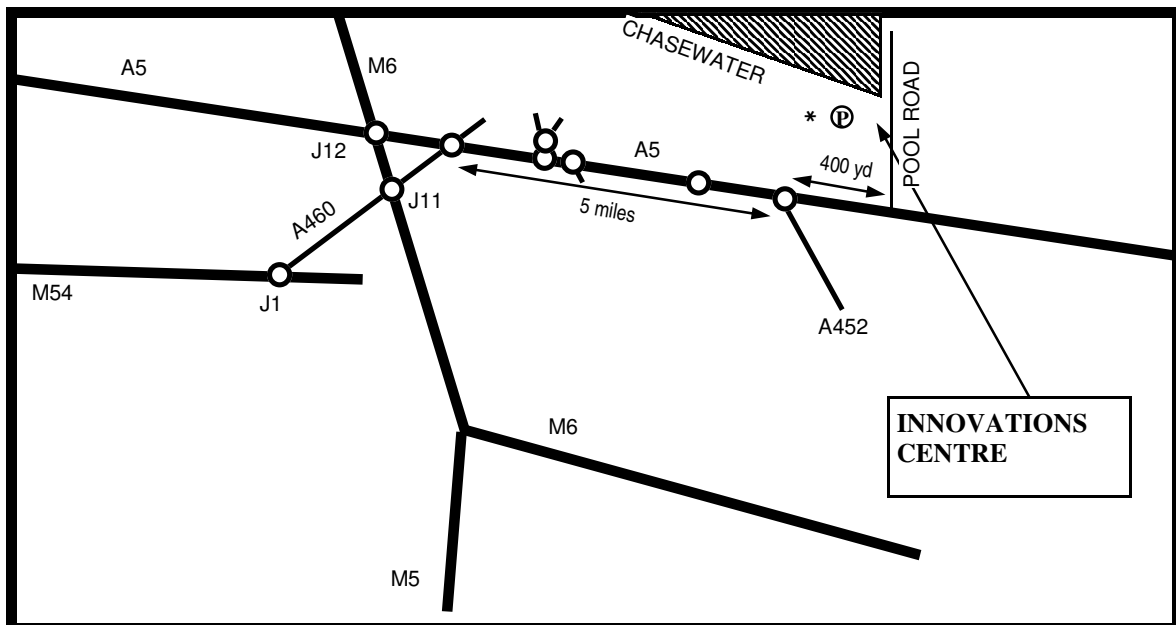 CHASEWATER
A5
M6
* P
POOL ROAD
J12
A5
400 yd
J11
5 miles
A460
M54
J1
A452
INNOVATIONS
CENTRE
M6
M5